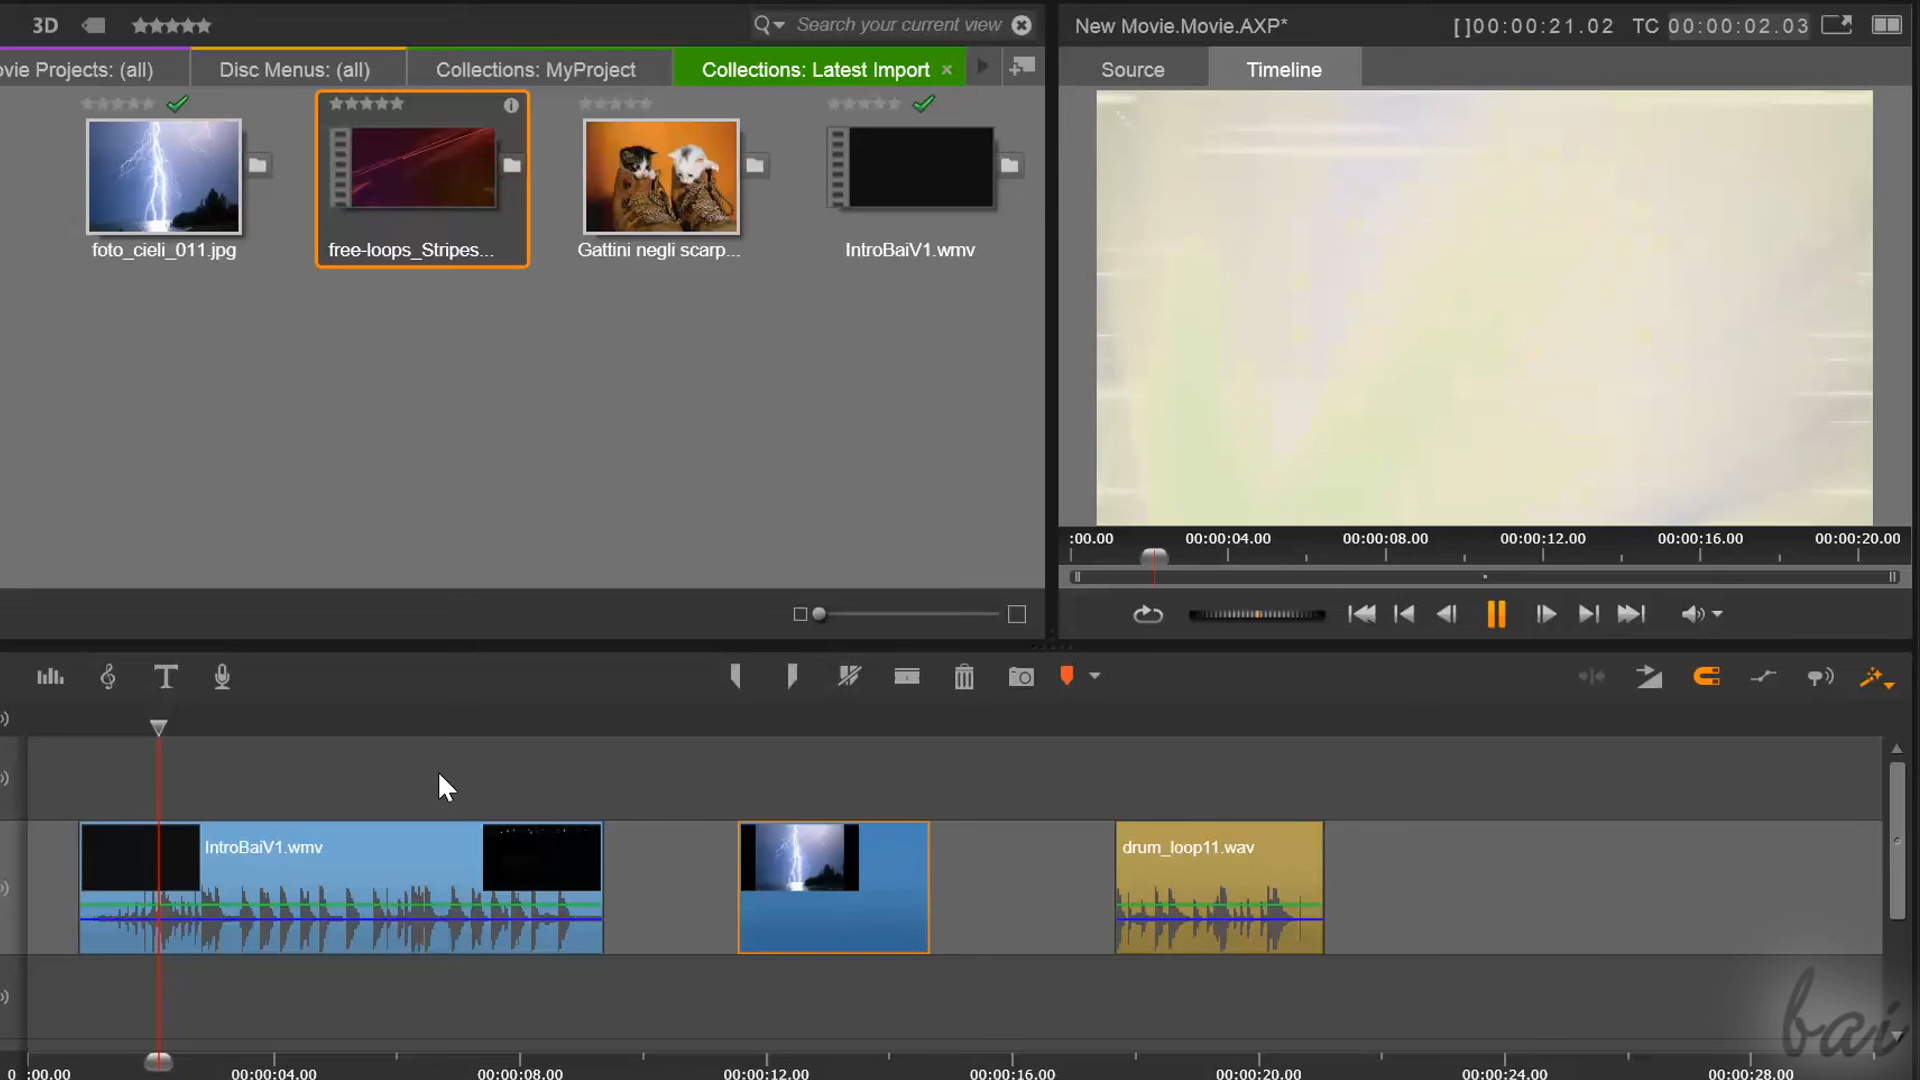 3D
Search your current view
New Movie.Movie.AXP*
[]00:00:21.02
TC 00:00:02.03
ovie Projects: (all)
Disc Menus: (all)
Collections: MyProject
Collections: Latest Import ×
Source
Timeline
foto_cieli_011.jpg
free-loops_Stripes...
Gattini negli scarp...
IntroBaiV1.wmv
:00.00
00:00:04.00
00:00:08.00
00:00:12.00
00:00:16.00
00:00:20.00
IntroBaiV1.wmv
drum_loop11.wav
bai
0 :00.00
00:00:04.00
00:00:08.00
00:00:12.00
00:00:16.00
00:00:20.00
00:00:24.00
00:00:28.00